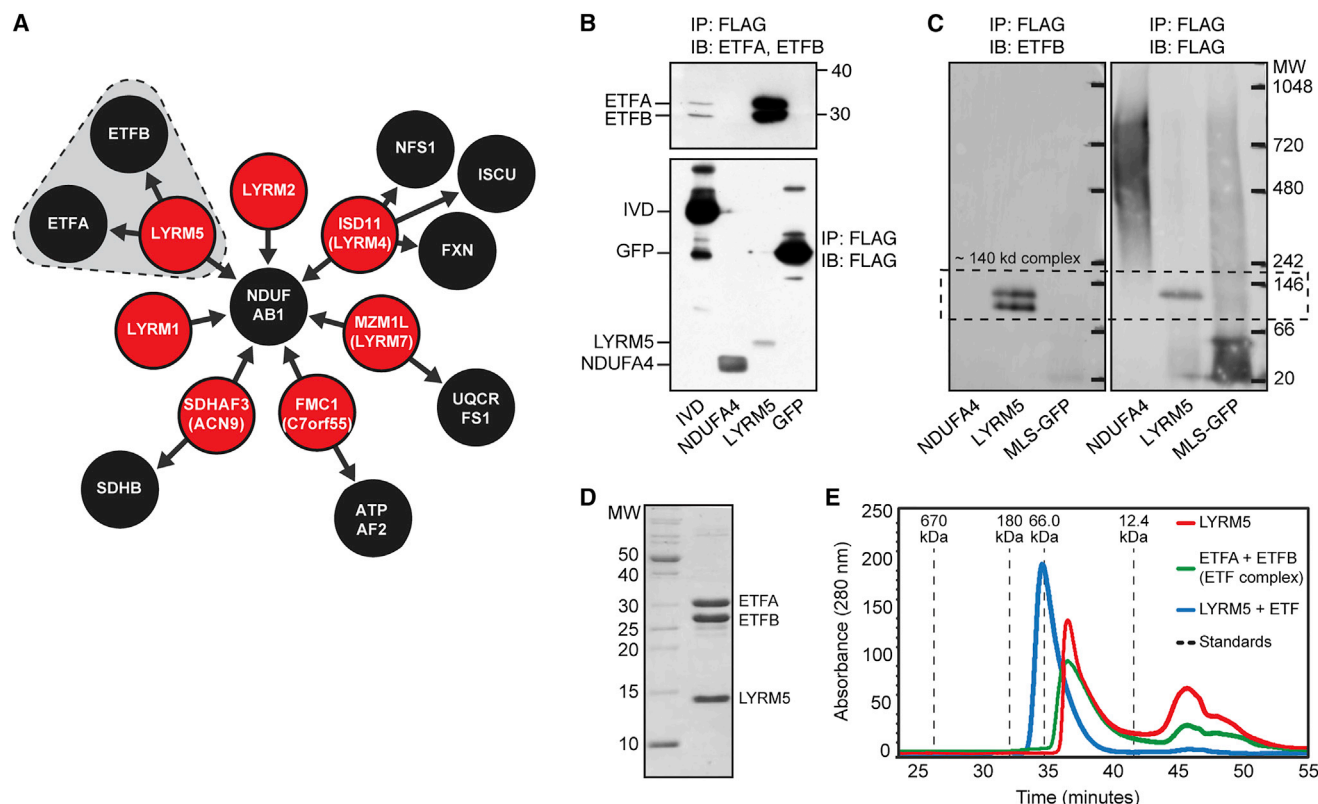 A
ETFB
ETFA
LYRM5
LYRM2
NFS1
ISCU
ISD11
(LYRM4)
FXN
NDUF
AB1
LYRM1
MZM1L
(LYRM7)
SDHAF3
(ACN9)
FMC1
(C7orf55)
UQCR
FS1
SDHB
ATP
AF2
B
IP: FLAG
IB: ETFA, ETFB
40
ETFA
ETFB
30
IVD
GFP
IP: FLAG
IB: FLAG
LYRM5
NDUFA4
IVD
NDUFA4
LYRM5
GFP
C
IP: FLAG
IB: ETFB
IP: FLAG
IB: FLAG
MW
1048
720
480
242
~ 140 kd complex
146
66
20
NDUFA4
LYRM5
MLS-GFP
NDUFA4
LYRM5
MLS-GFP
D
MW
50
40
30
25
20
15
10
ETFA
ETFB
LYRM5
E
250
200
150
100
50
0
Absorbance (280 nm)
670
kDa
180
kDa
66.0
kDa
12.4
kDa
LYRM5
ETFA + ETFB
(ETF complex)
LYRM5 + ETF
Standards
25
30
35
40
45
50
55
Time (minutes)